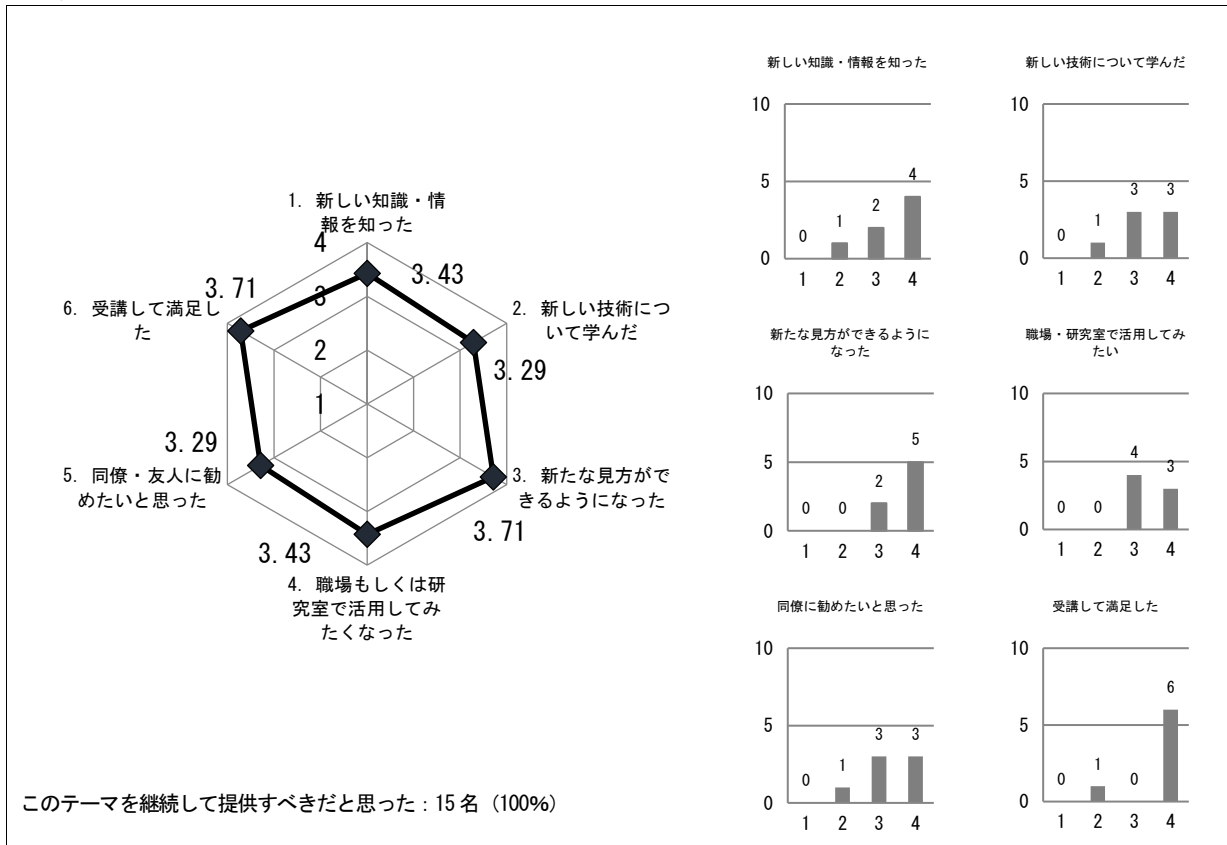 1. 新しい知識・情
報を知った
4
3.43
3
2
1
2. 新しい技術につ
いて学んだ
3.29
3. 新たな見方がで
きるようになった
3.71
4. 職場もしくは研
究室で活用してみ
たくなった
3.43
5. 同僚・友人に勧
めたいと思った
3.29
6. 受講して満足し
た
3.71
このテーマを継続して提供すべきだと思った：15名（100%）
新しい知識・情報を知った
10
5
0
0
1
2
4
1 2 3 4
新しい技術について学んだ
10
5
0
0
1
3
3
1 2 3 4
新たな見方ができるように
なった
10
5
0
0
0
2
5
1 2 3 4
職場・研究室で活用してみ
たい
10
5
0
0
0
4
3
1 2 3 4
同僚に勧めたいと思った
10
5
0
0
1
3
3
1 2 3 4
受講して満足した
10
5
0
0
1
0
6
1 2 3 4